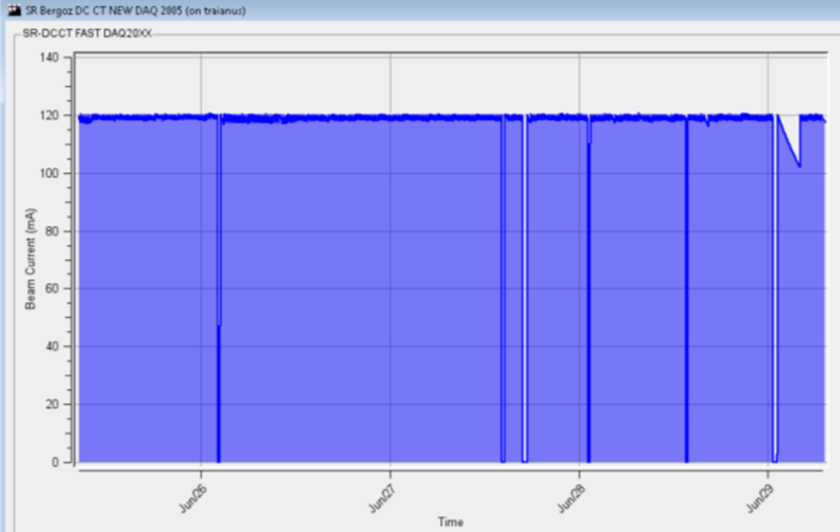 SR Bergoz DC CT NEW DAQ 2005 (on traianus)
SR-DCCT FAST DAQ20XX
140
120
100
80
60
40
20
0
Beam Current (mA)
Jun/26
Jun/27
Jun/28
Jun/29
Time